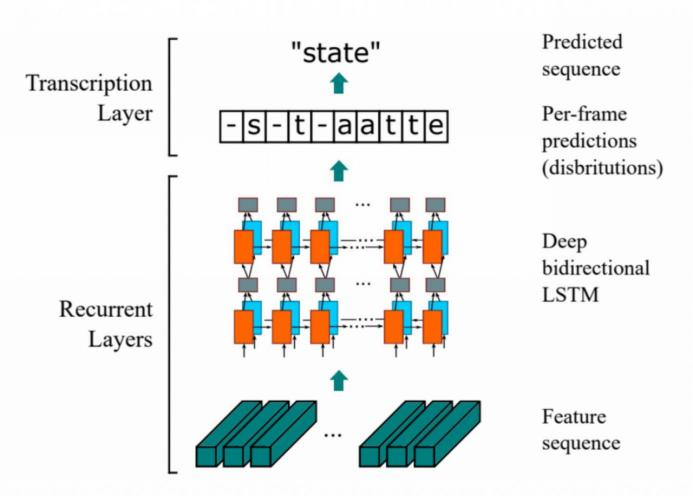 "state"
Predicted
sequence
Transcription
Layer
-s-t-aatte
Per-frame
predictions
(disbritutions)
...
...
Deep
bidirectional
LSTM
...
...
Recurrent
Layers
...
Feature
sequence